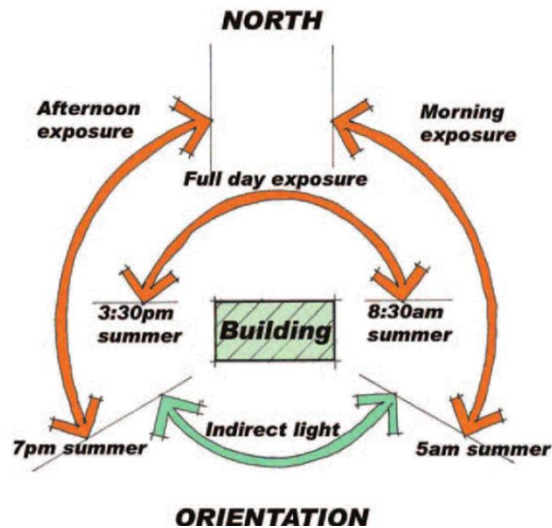 NORTH
Afternoon
exposure
Morning
exposure
Full day exposure
3:30pm
summer
Building
8:30am
summer
7pm summer
Indirect light
5am summer
ORIENTATION